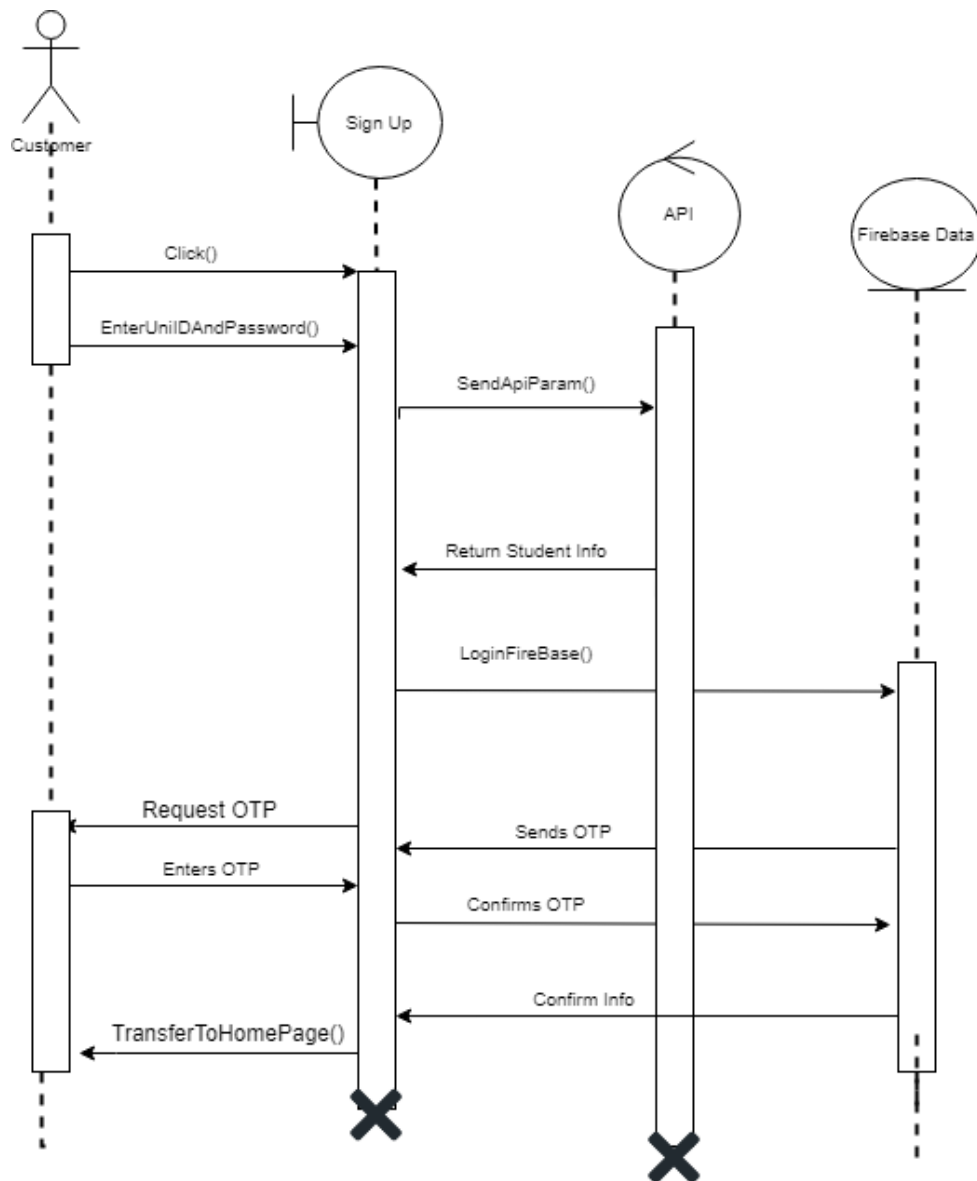 Customer
Sign Up
API
Firebase Data
Click()
EnterUniIDAndPassword()
SendApiParam()
Return Student Info
LoginFireBase()
Request OTP
Sends OTP
Enters OTP
Confirms OTP
Confirm Info
TransferToHomePage()